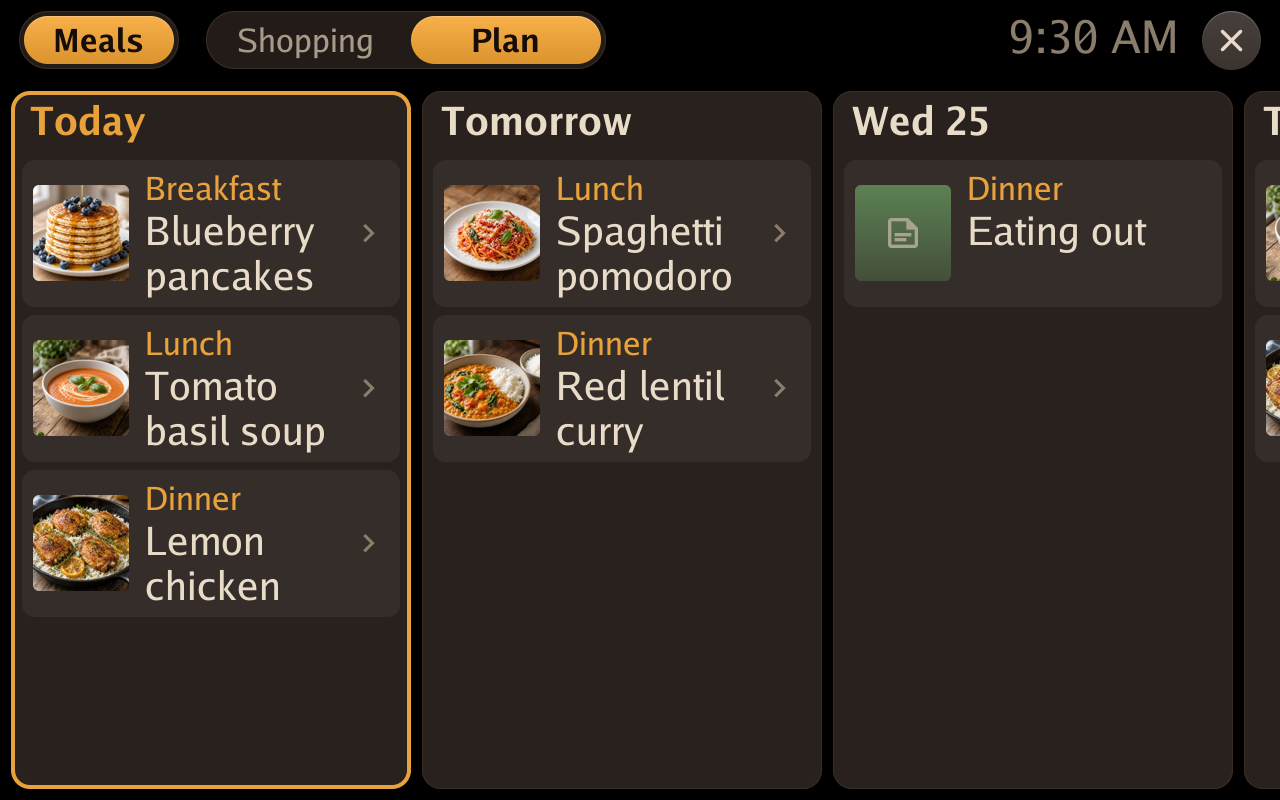 Meals
Shopping
Plan
9:30 AM
Today
Breakfast
Blueberry
pancakes
Lunch
Tomato
basil soup
Dinner
Lemon
chicken
Tomorrow
Lunch
Spaghetti
pomodoro
Dinner
Red lentil
curry
Wed 25
Dinner
Eating out